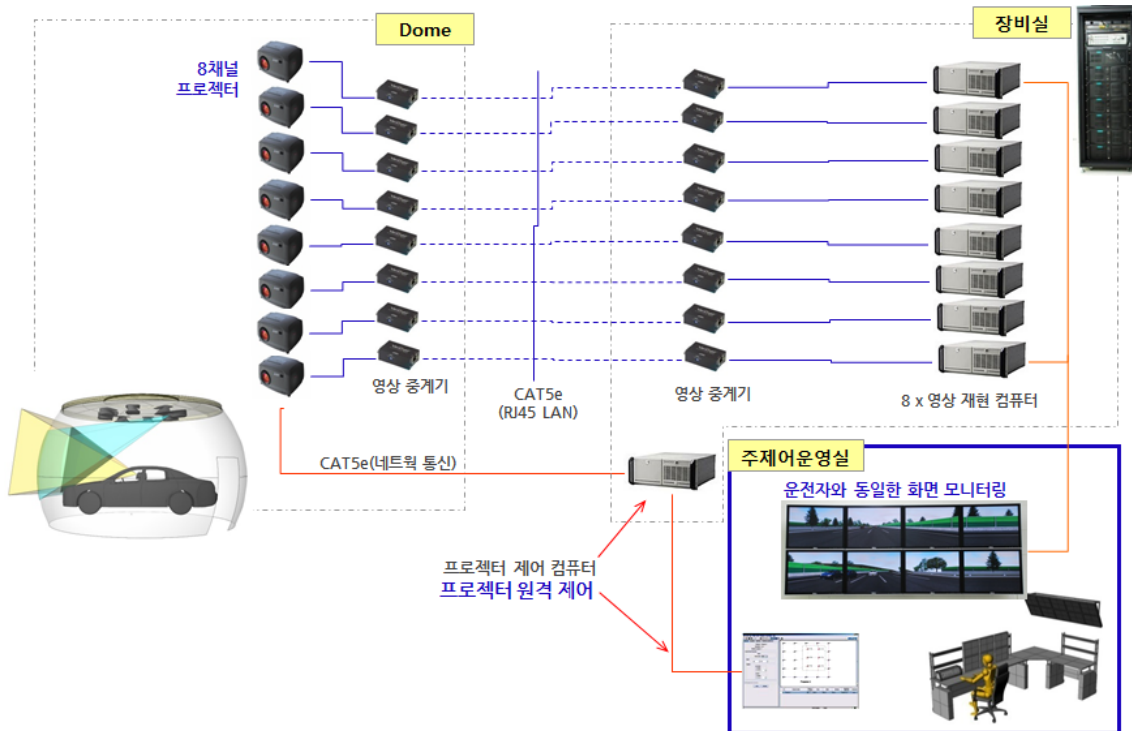 Dome
장비실
8채널
프로젝터
영상 중계기
CAT5e
(RJ45 LAN)
영상 중계기
8 x 영상 재현 컴퓨터
CAT5e(네트웍 통신)
주제어운영실
운전자와 동일한 화면 모니터링
프로젝터 제어 컴퓨터
프로젝터 원격 제어